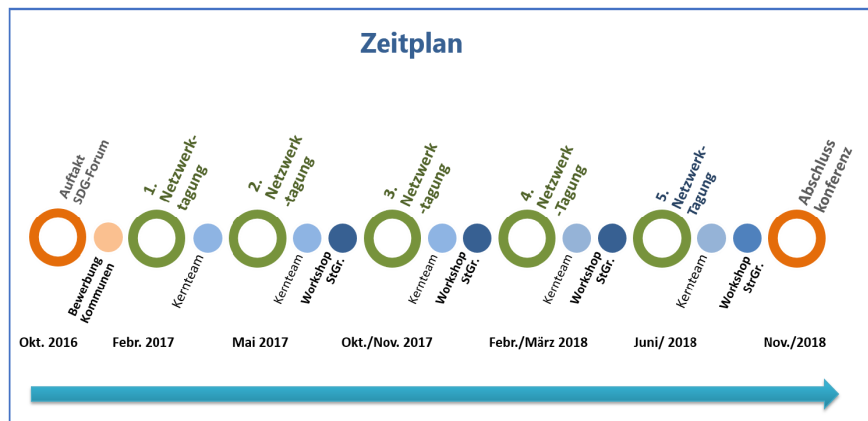 Zeitplan
Auftakt
SDG-Forum
Bewerbung
Kommunen
1.
Netzwerk-
tagung
Kernteam
2.
Netzwerk
-tagung
Kernteam
Workshop
StGr.
3.
Netzwerk
-tagung
Kernteam
Workshop
StGr.
4.
Netzwerk
-Tagung
Kernteam
Workshop
StGr.
5.
Netzwerk-
Tagung
Kernteam
Workshop
StrGr.
Abschluss
konferenz
Okt. 2016
Febr. 2017
Mai 2017
Okt./Nov. 2017
Febr./März 2018
Juni/ 2018
Nov./2018